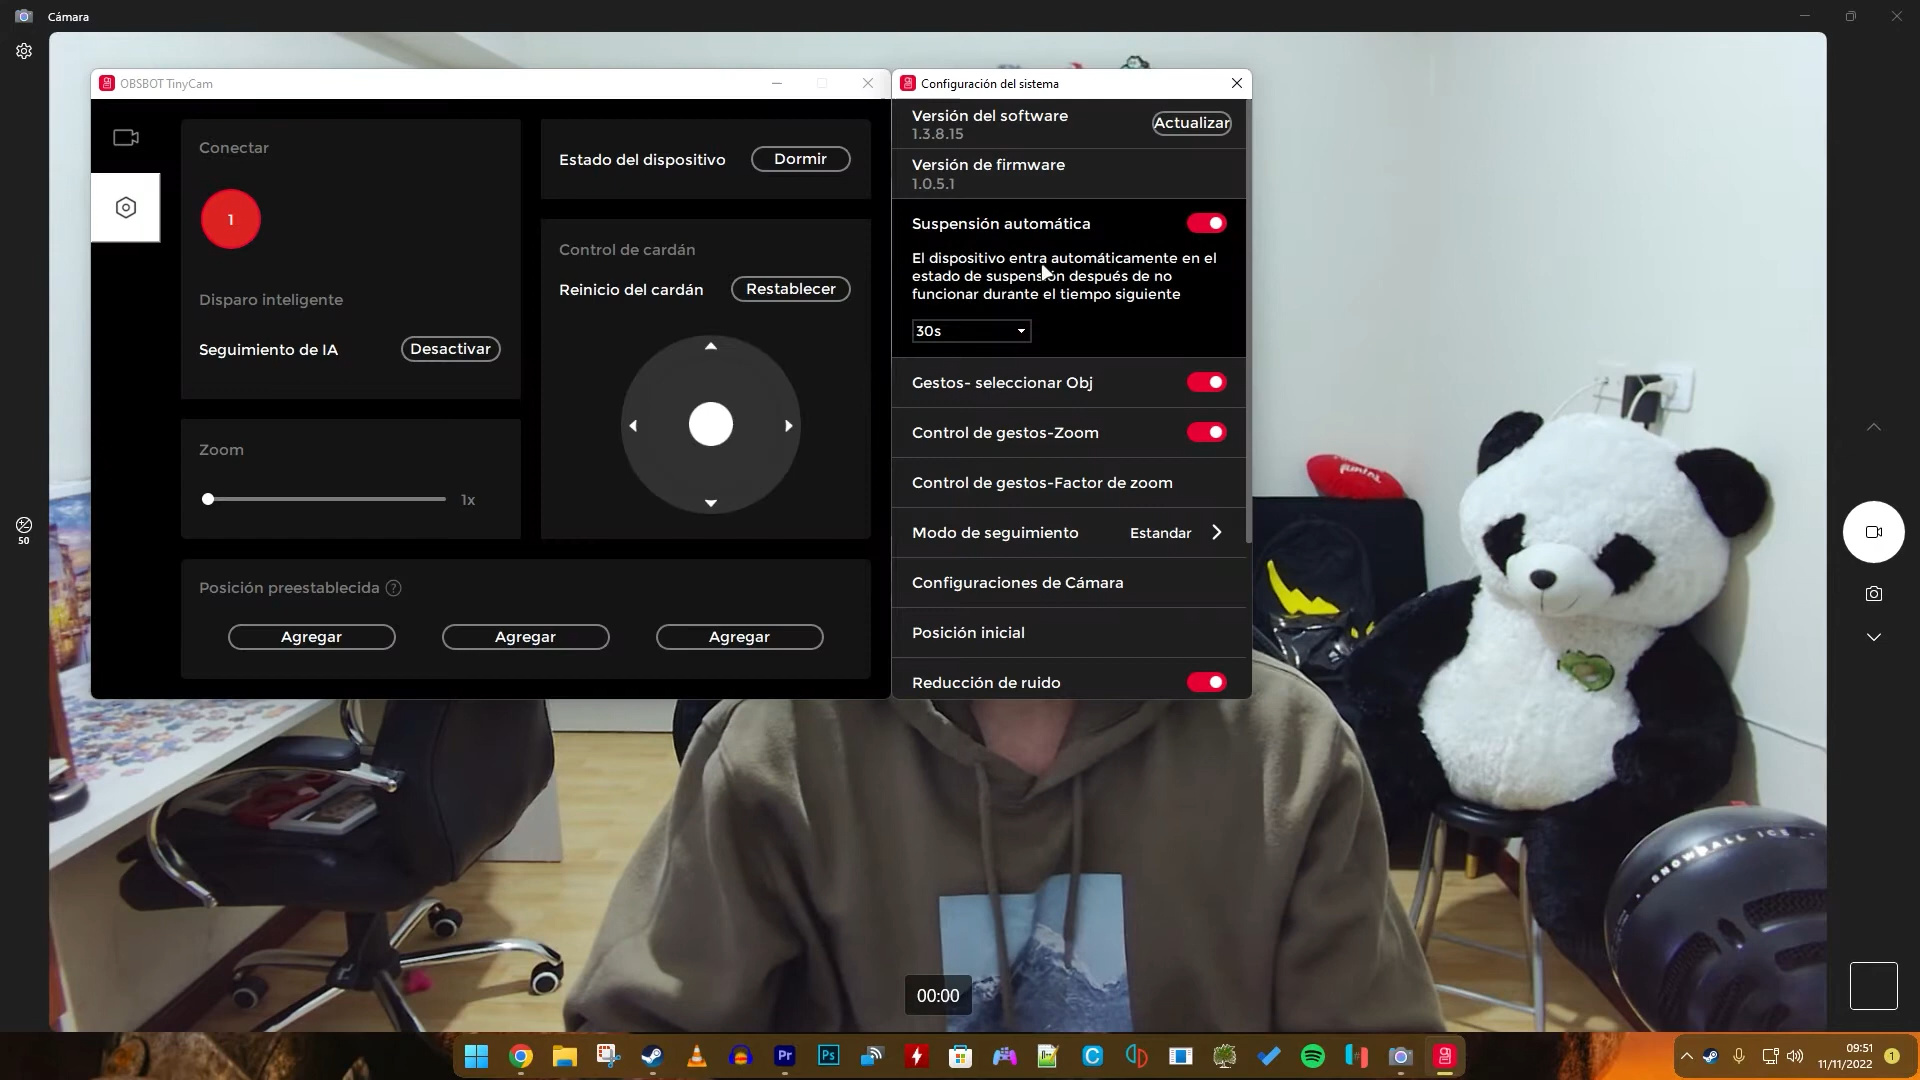 Cámara
OBSBOT TinyCam
Conectar
1
Disparo inteligente
Seguimiento de IA
Desactivar
Zoom
1x
Estado del dispositivo
Dormir
Control de cardán
Reinicio del cardán
Restablecer
Posición preestablecida ?
Agregar
Agregar
Agregar
Configuración del sistema
Versión del software
1.3.8.15
Actualizar
Versión de firmware
1.0.5.1
Suspensión automática
El dispositivo entra automáticamente en el
estado de suspensión después de no
funcionar durante el tiempo siguiente
30s
Gestos- seleccionar Obj
Control de gestos-Zoom
Control de gestos-Factor de zoom
Modo de seguimiento
Estandar
Configuraciones de Cámara
Posición inicial
Reducción de ruido
50
SNOWBALL ICE
00:00
Pr
Ps
C
09:51
11/11/2022
1